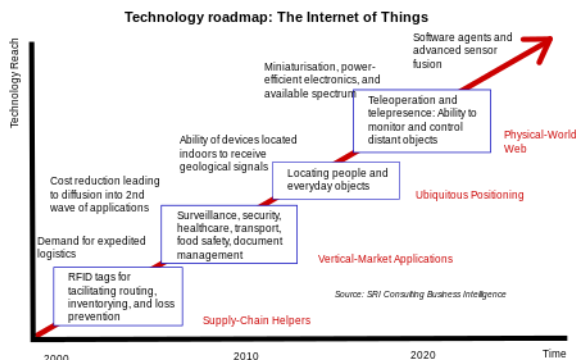 Technology roadmap: The Internet of Things
Technology Reach
Software agents and
advanced sensor
fusion
Miniaturisation, power-
efficient electronics, and
available spectrum
Teleoperation and
telepresence: Ability to
monitor and control
distant objects
Physical-World
Web
Ability of devices located
indoors to receive
geological signals
Locating people and
everyday objects
Ubiquitous Positioning
Cost reduction leading
to diffusion into 2nd
wave of applications
Surveillance, security,
healthcare, transport,
food safety, document
management
Vertical-Market Applications
Demand for expedited
logistics
RFID tags for
facilitating routing,
inventorying, and loss
prevention
Supply-Chain Helpers
Source: SRI Consulting Business Intelligence
2000
2010
2020
Time